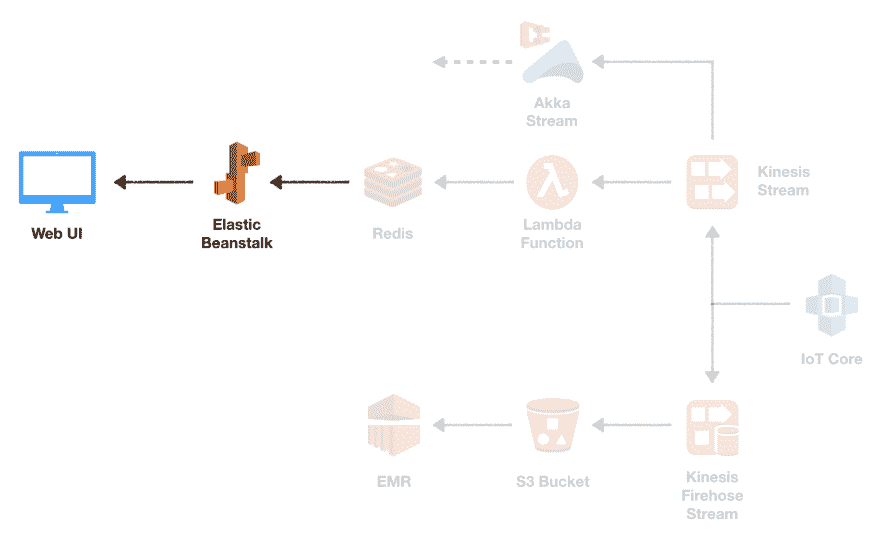 Akka
Stream
Kinesis
Stream
Web UI
Elastic
Beanstalk
Redis
Lambda
Function
IoT Core
EMR
S3 Bucket
Kinesis
Firehose
Stream